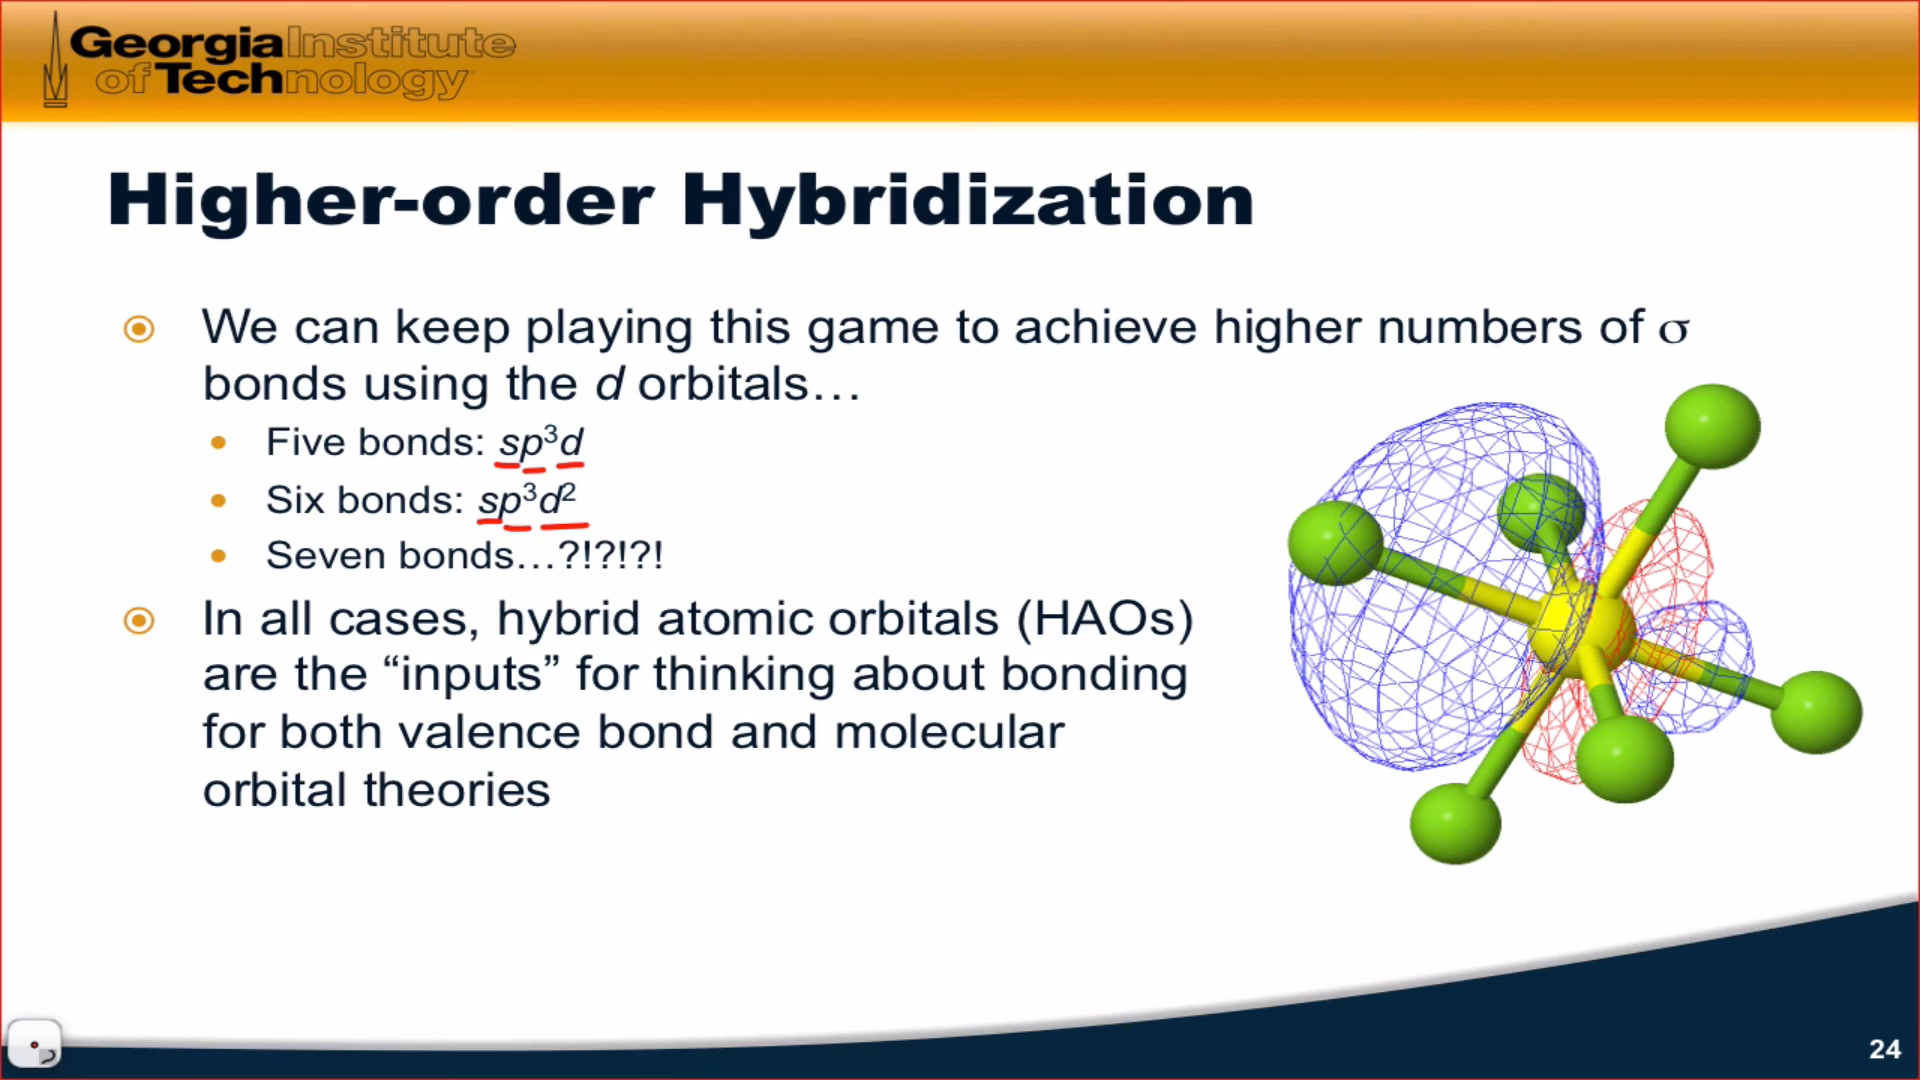 Georgia Institute
of Technology
Higher-order Hybridization
We can keep playing this game to achieve higher numbers of σ
bonds using the d orbitals…
Five bonds: sp³d
Six bonds: sp³d²
Seven bonds…?!?!?!
In all cases, hybrid atomic orbitals (HAOs)
are the “inputs” for thinking about bonding
for both valence bond and molecular
orbital theories
24